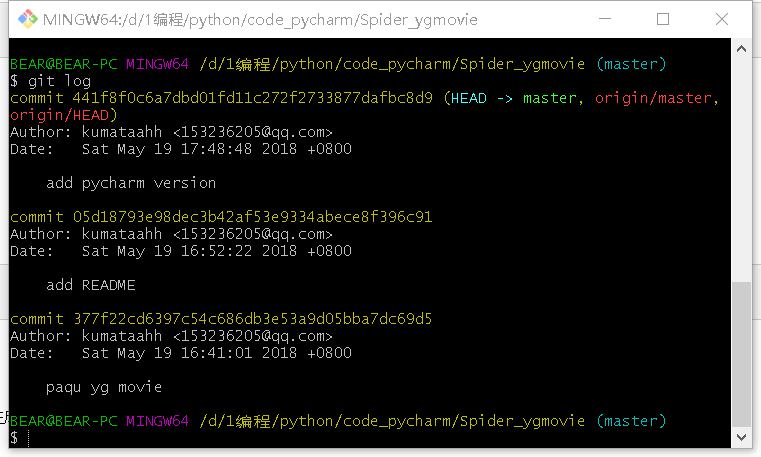 MINGW64:/d/1编程/python/code_pycharm/Spider_ygmovie
BEAR@BEAR-PC MINGW64 /d/1编程/python/code_pycharm/Spider_ygmovie (master)
$ git log
commit 441f8f0c6a7dbd01fd11c272f2733877dafbc8d9 (HEAD -> master, origin/master,
origin/HEAD)
Author: kumataahh <153236205@qq.com>
Date:   Sat May 19 17:48:48 2018 +0800
    add pycharm version
commit 05d18793e98dec3b42af53e9334abece8f396c91
Author: kumataahh <153236205@qq.com>
Date:   Sat May 19 16:52:22 2018 +0800
    add README
commit 377f22cd6397c54c686db3e53a9d05bba7dc69d5
Author: kumataahh <153236205@qq.com>
Date:   Sat May 19 16:41:01 2018 +0800
    paqu yg movie
BEAR@BEAR-PC MINGW64 /d/1编程/python/code_pycharm/Spider_ygmovie (master)
$